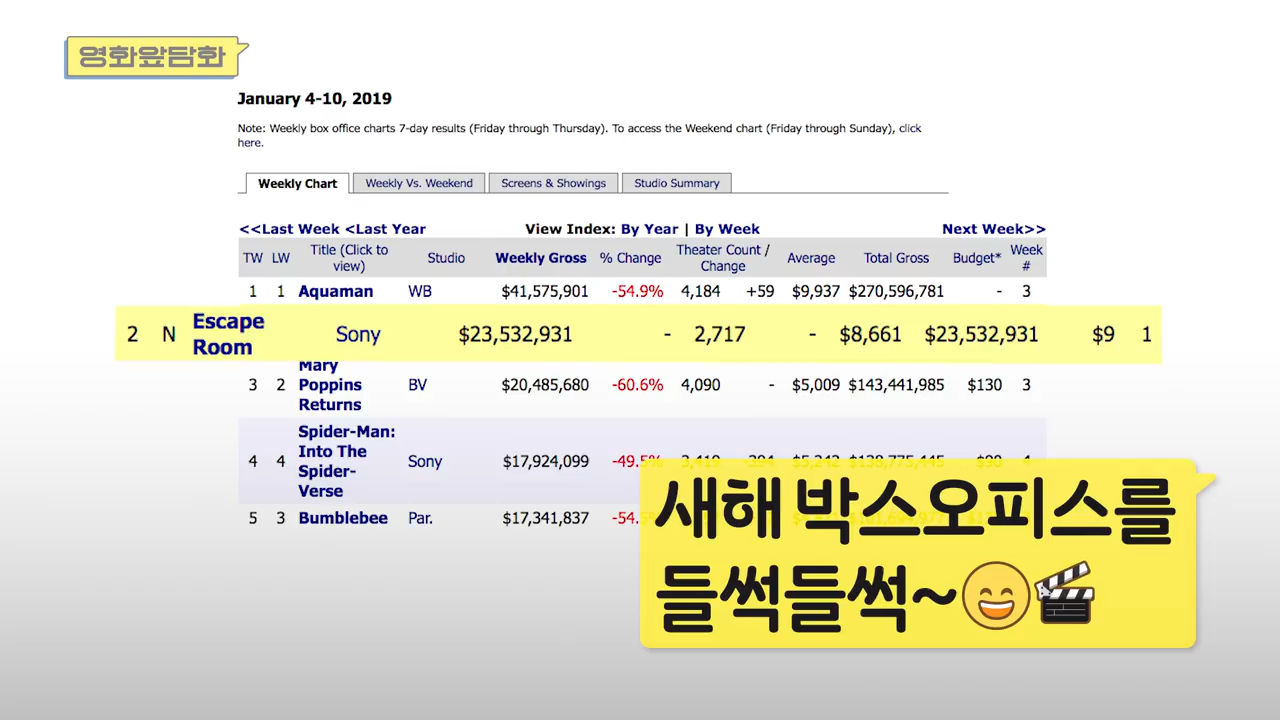 영화앞담화
January 4-10, 2019
Note: Weekly box office charts 7-day results (Friday through Thursday). To access the Weekend chart (Friday through Sunday), click
here.
Weekly Chart Weekly Vs. Weekend Screens & Showings Studio Summary
<<Last Week <Last Year View Index: By Year | By Week Next Week>>
TW LW Title (Click to view) Studio Weekly Gross % Change Theater Count / Change Average Total Gross Budget* Week #
1 1 Aquaman WB $41,575,901 -54.9% 4,184 +59 $9,937 $270,596,781 - 3
2 N Escape Room Sony $23,532,931 - 2,717 - $8,661 $23,532,931 $9 1
3 2 Mary Poppins Returns BV $20,485,680 -60.6% 4,090 - $5,009 $143,441,985 $130 3
4 4 Spider-Man: Into The Spider-Verse Sony $17,924,099 -49.5% 3,419 $5,242 $90 4
5 3 Bumblebee Par. $17,341,837
새해 박스오피스를
들썩들썩~